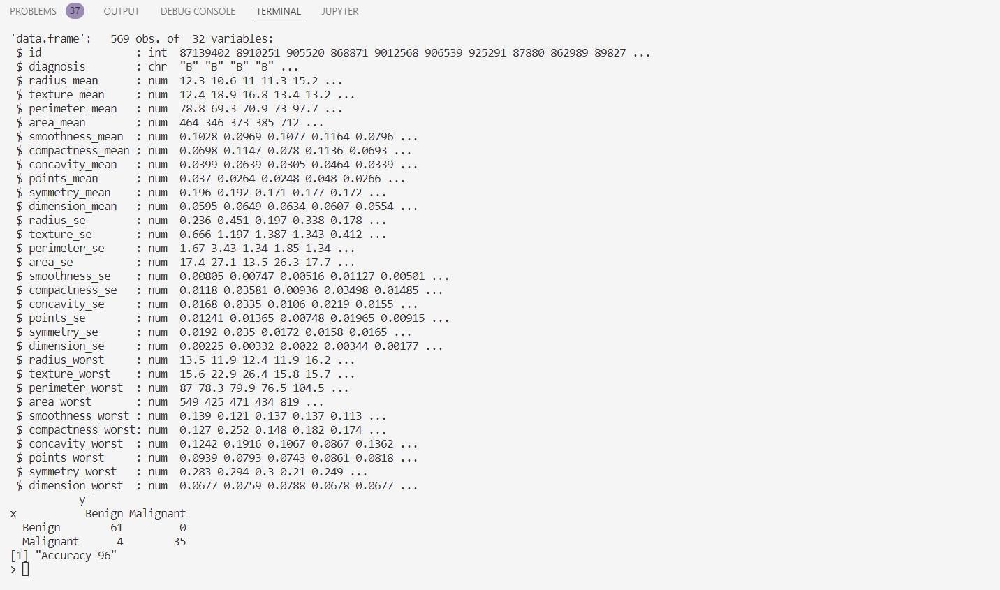 PROBLEMS 37 OUTPUT DEBUG CONSOLE TERMINAL JUPYTER
'data.frame':   569 obs. of  32 variables:
 $ id               : int  87139402 8910251 905520 868871 9012568 906539 925291 87880 862989 89827 ...
 $ diagnosis        : chr  "B" "B" "B" "B" ...
 $ radius_mean      : num  12.3 10.6 11 11.3 15.2 ...
 $ texture_mean     : num  12.4 18.9 16.8 13.4 13.2 ...
 $ perimeter_mean   : num  78.8 69.3 70.9 73 97.7 ...
 $ area_mean        : num  464 346 373 385 712 ...
 $ smoothness_mean  : num  0.1028 0.0969 0.1077 0.1164 0.0796 ...
 $ compactness_mean : num  0.0698 0.1147 0.078 0.1136 0.0693 ...
 $ concavity_mean   : num  0.0399 0.0639 0.0305 0.0464 0.0339 ...
 $ points_mean      : num  0.037 0.0264 0.0248 0.048 0.0266 ...
 $ symmetry_mean    : num  0.196 0.192 0.171 0.177 0.172 ...
 $ dimension_mean   : num  0.0595 0.0649 0.0634 0.0607 0.0554 ...
 $ radius_se        : num  0.236 0.451 0.197 0.338 0.178 ...
 $ texture_se       : num  0.666 1.197 1.387 1.343 0.412 ...
 $ perimeter_se     : num  1.67 3.43 1.34 1.85 1.34 ...
 $ area_se          : num  17.4 27.1 13.5 26.3 17.7 ...
 $ smoothness_se    : num  0.00805 0.00747 0.00516 0.01127 0.00501 ...
 $ compactness_se   : num  0.0118 0.03581 0.00936 0.03498 0.01485 ...
 $ concavity_se     : num  0.0168 0.0335 0.0106 0.0219 0.0155 ...
 $ points_se        : num  0.01241 0.01365 0.00748 0.01965 0.00915 ...
 $ symmetry_se      : num  0.0192 0.035 0.0172 0.0158 0.0165 ...
 $ dimension_se     : num  0.00225 0.00332 0.0022 0.00344 0.00177 ...
 $ radius_worst     : num  13.5 11.9 12.4 11.9 16.2 ...
 $ texture_worst    : num  15.6 22.9 26.4 15.8 15.7 ...
 $ perimeter_worst  : num  87 78.3 79.9 76.5 104.5 ...
 $ area_worst       : num  549 425 471 434 819 ...
 $ smoothness_worst : num  0.139 0.121 0.137 0.137 0.113 ...
 $ compactness_worst: num  0.127 0.252 0.148 0.182 0.174 ...
 $ concavity_worst  : num  0.1242 0.1916 0.1067 0.0867 0.1362 ...
 $ points_worst     : num  0.0939 0.0793 0.0743 0.0861 0.0818 ...
 $ symmetry_worst   : num  0.283 0.294 0.3 0.21 0.249 ...
 $ dimension_worst  : num  0.0677 0.0759 0.0788 0.0678 0.0677 ...
           y
x           Benign Malignant
  Benign        61         0
  Malignant      4        35
[1] "Accuracy 96"
>